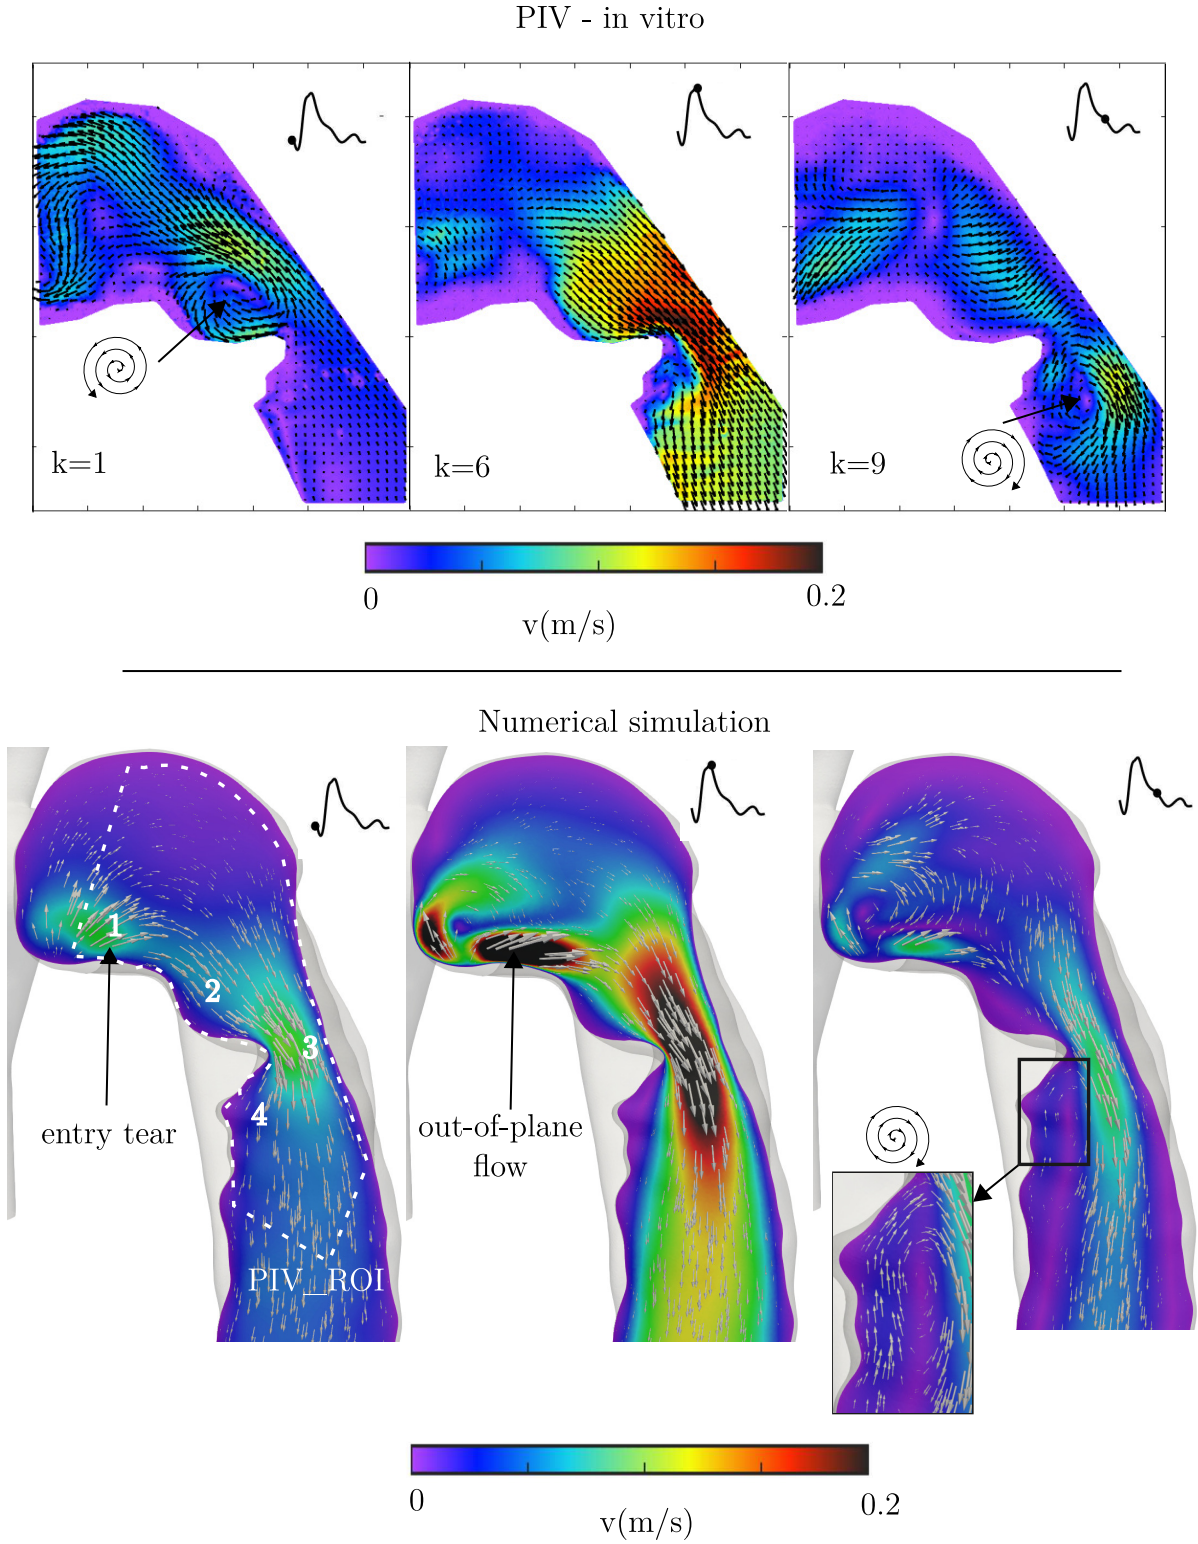 PIV - in vitro
k=1
k=6
k=9
0
0.2
v(m/s)
Numerical simulation
1
2
3
4
entry tear
PIV_ROI
out-of-plane
flow
0
0.2
v(m/s)